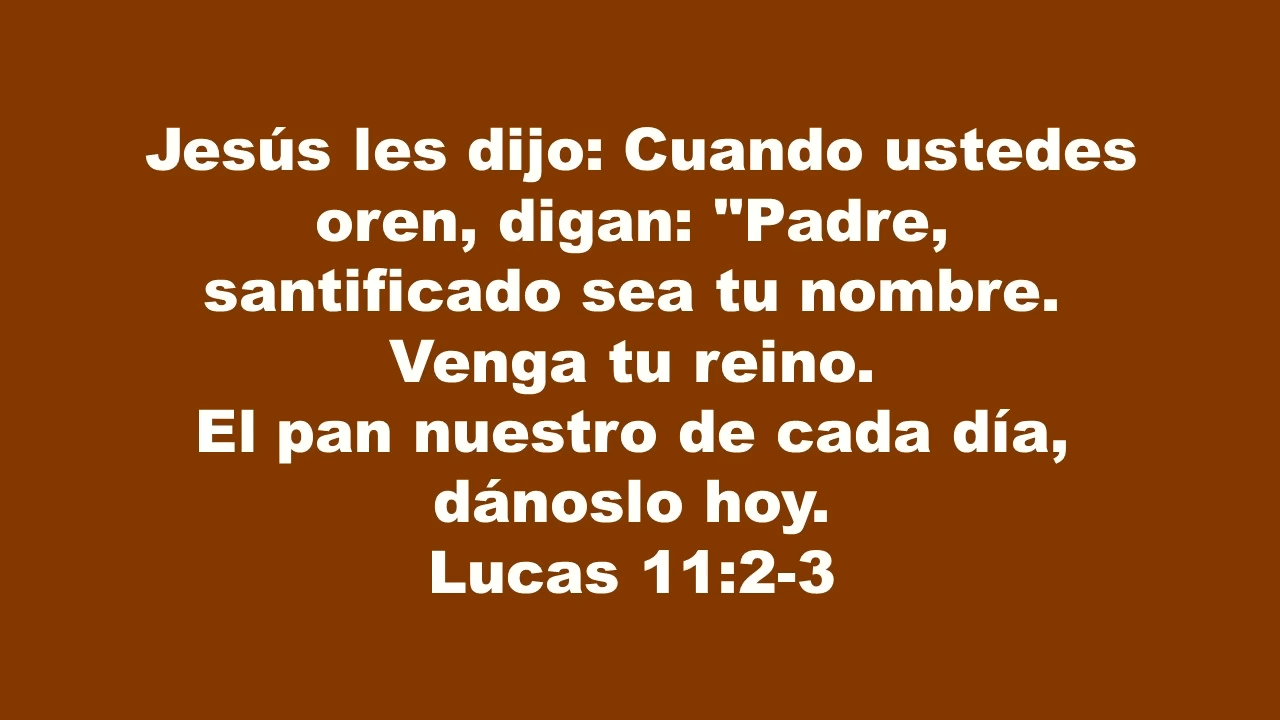 Jesús les dijo: Cuando ustedes
oren, digan: "Padre,
santificado sea tu nombre.
Venga tu reino.
El pan nuestro de cada día,
dánoslo hoy.
Lucas 11:2-3